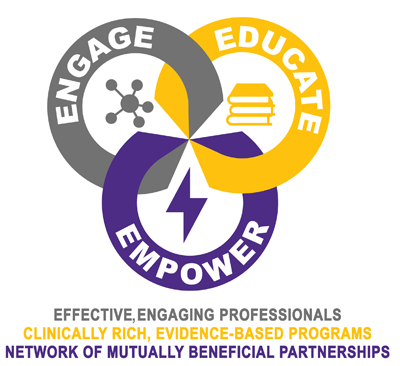 ENGAGE
EDUCATE
EMPOWER
EFFECTIVE, ENGAGING PROFESSIONALS
CLINICALLY RICH, EVIDENCE-BASED PROGRAMS
NETWORK OF MUTUALLY BENEFICIAL PARTNERSHIPS